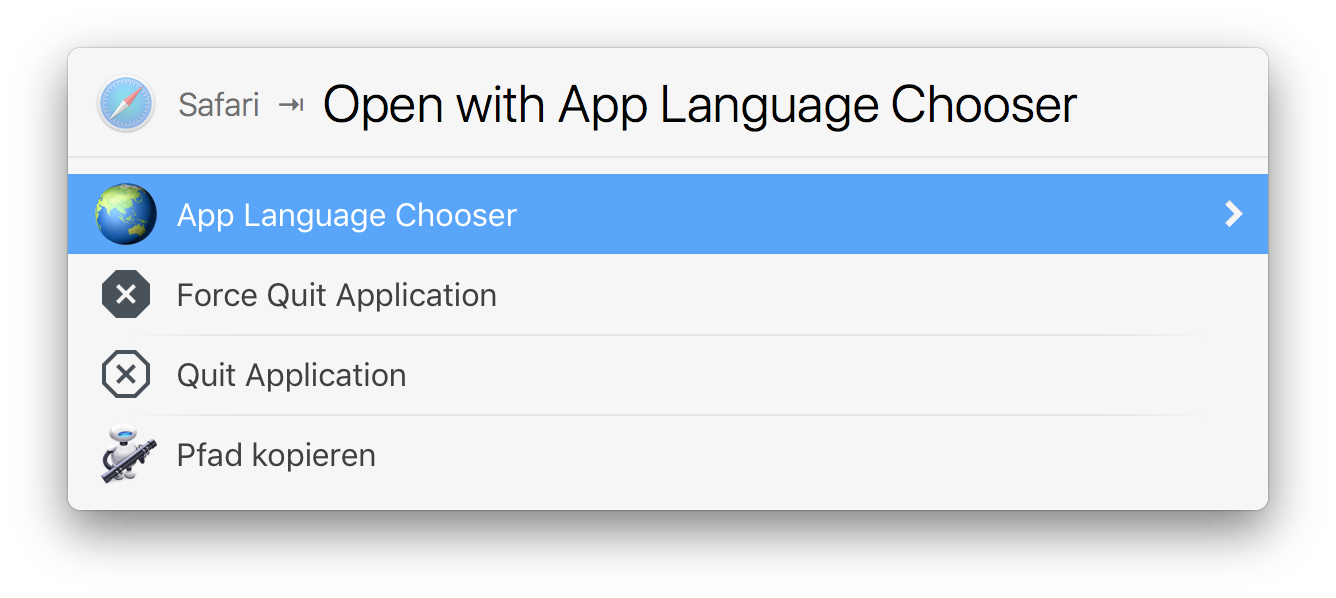 Safari ⇥ Open with App Language Chooser
App Language Chooser
Force Quit Application
Quit Application
Pfad kopieren